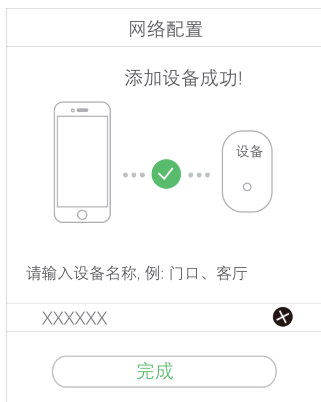 网络配置
添加设备成功!
设备
请输入设备名称, 例: 门口、客厅
XXXXXX
完成